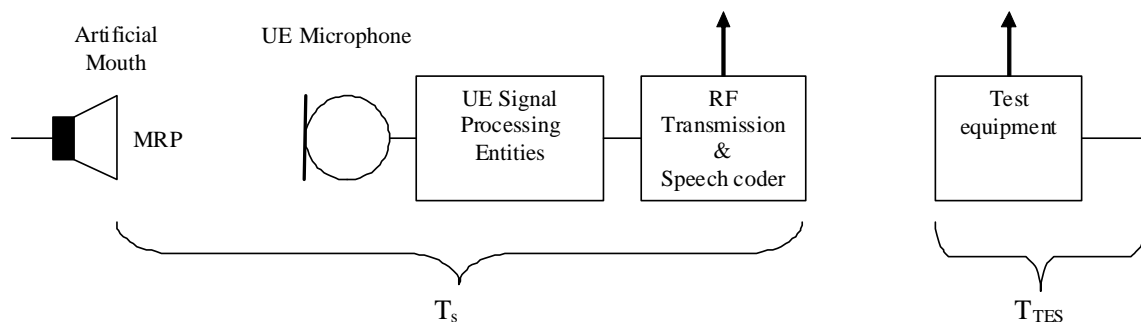 Artificial
Mouth
UE Microphone
MRP
UE Signal
Processing
Entities
RF
Transmission
&
Speech coder
Test
equipment
Ts
TTES